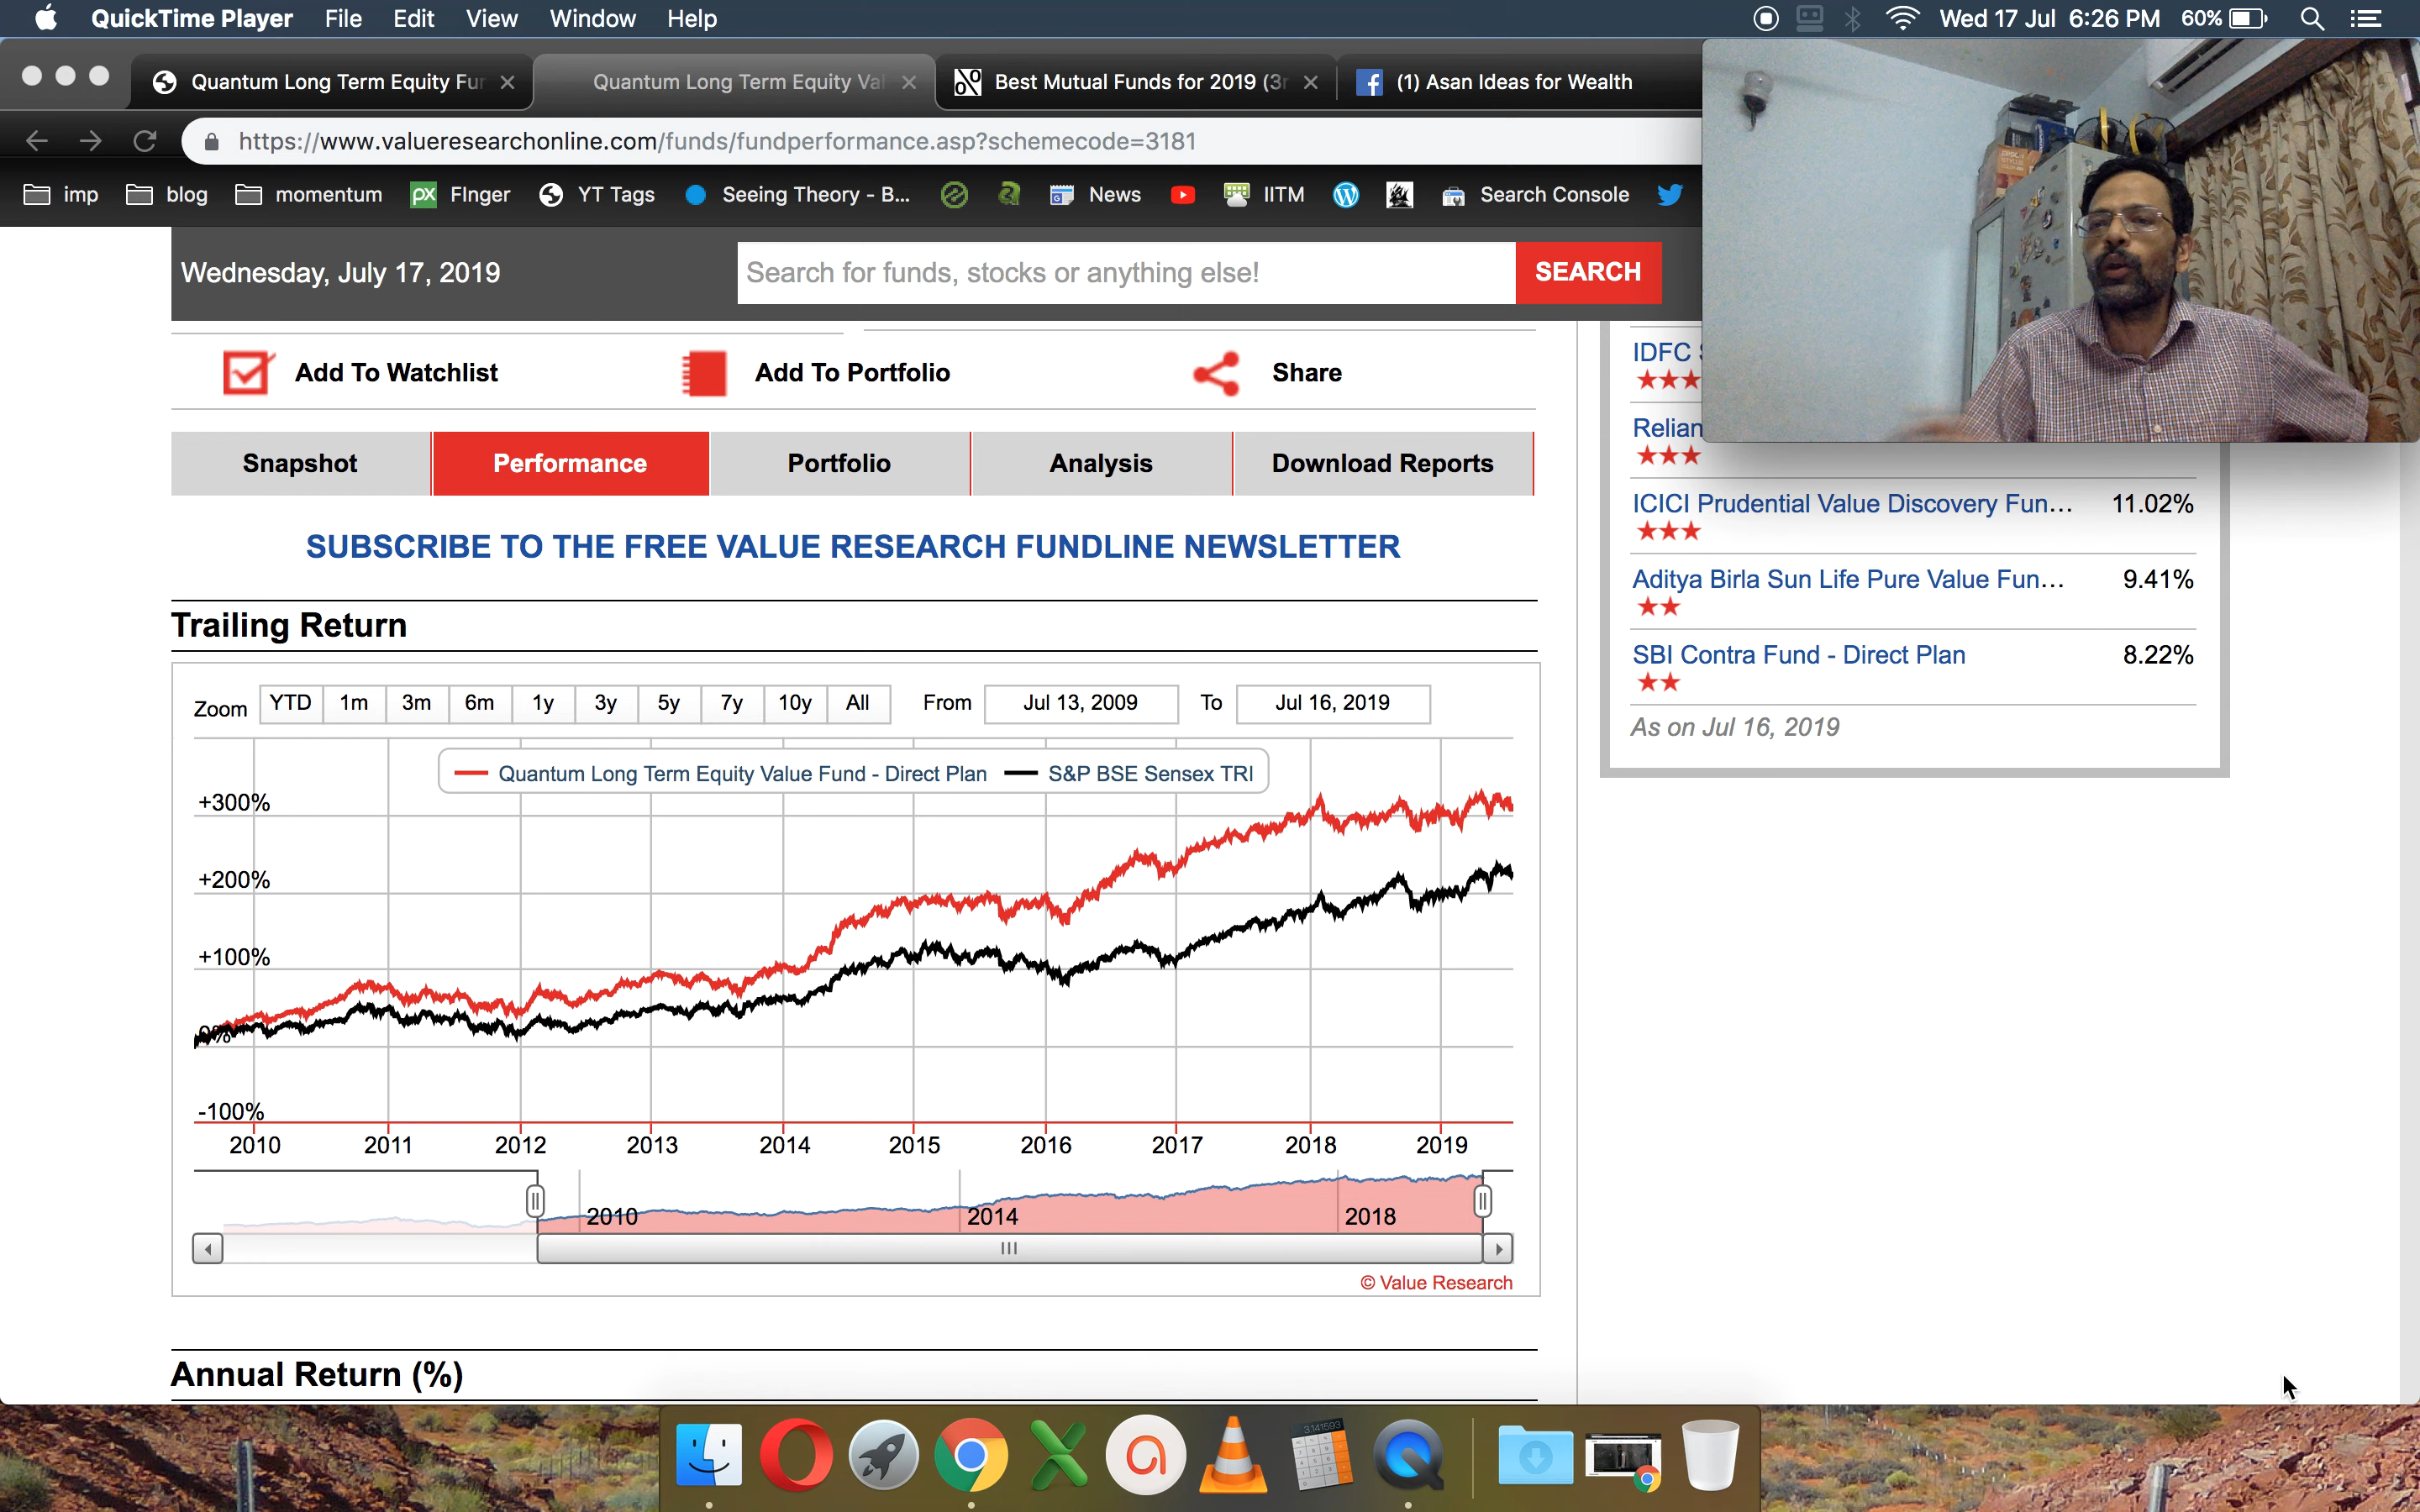 QuickTime Player File Edit View Window Help Wed 17 Jul 6:26 PM 60%
Quantum Long Term Equity Fur Quantum Long Term Equity Val Best Mutual Funds for 2019 (3r (1) Asan Ideas for Wealth
https://www.valueresearchonline.com/funds/fundperformance.asp?schemecode=3181
imp blog momentum px FInger YT Tags Seeing Theory - B... News IITM Search Console
Wednesday, July 17, 2019 Search for funds, stocks or anything else! SEARCH
Add To Watchlist Add To Portfolio Share
Snapshot Performance Portfolio Analysis Download Reports
SUBSCRIBE TO THE FREE VALUE RESEARCH FUNDLINE NEWSLETTER
Trailing Return
Zoom YTD 1m 3m 6m 1y 3y 5y 7y 10y All From Jul 13, 2009 To Jul 16, 2019
Quantum Long Term Equity Value Fund - Direct Plan S&P BSE Sensex TRI
+300%
+200%
+100%
0%
-100%
2010 2011 2012 2013 2014 2015 2016 2017 2018 2019
2010 2014 2018
© Value Research
Annual Return (%)
IDFC
Relian
ICICI Prudential Value Discovery Fun... 11.02%
Aditya Birla Sun Life Pure Value Fun... 9.41%
SBI Contra Fund - Direct Plan 8.22%
As on Jul 16, 2019
3.141593